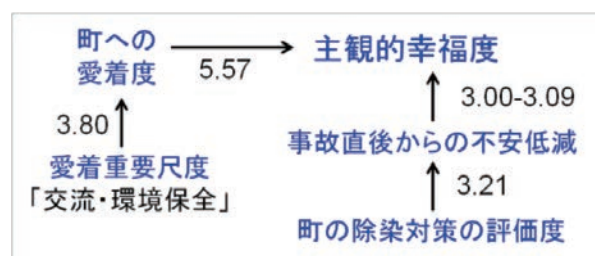 町への
愛着度
5.57
主観的幸福度
3.80
3.00-3.09
愛着重要尺度
「交流・環境保全」
事故直後からの不安低減
3.21
町の除染対策の評価度